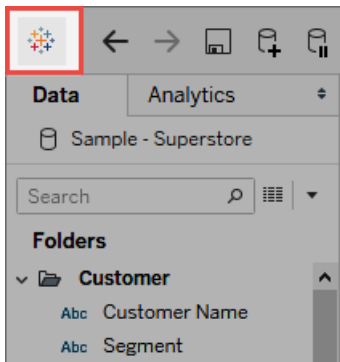 Data Analytics
Sample - Superstore
Search
Folders
Customer
Abc Customer Name
Abc Segment